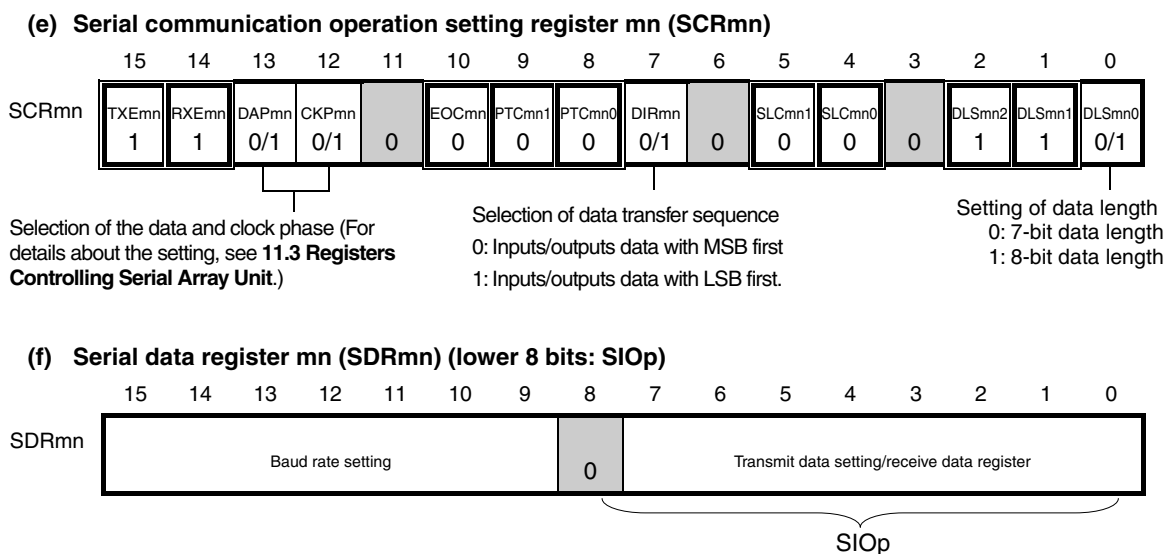 (e) Serial communication operation setting register mn (SCRmn)
15 14 13 12 11 10 9 8 7 6 5 4 3 2 1 0
SCRmn TXEmn RXEmn DAPmn CKPmn EOCmn PTCmn1 PTCmn0 DIRmn SLCmn1 SLCmn0 DLSmn2 DLSmn1 DLSmn0
1 1 0/1 0/1 0 0 0 0 0/1 0 0 0 0 1 1 0/1
Selection of the data and clock phase (For
details about the setting, see 11.3 Registers
Controlling Serial Array Unit.)
Selection of data transfer sequence
0: Inputs/outputs data with MSB first
1: Inputs/outputs data with LSB first.
Setting of data length
0: 7-bit data length
1: 8-bit data length
(f) Serial data register mn (SDRmn) (lower 8 bits: SIOp)
15 14 13 12 11 10 9 8 7 6 5 4 3 2 1 0
SDRmn Baud rate setting 0 Transmit data setting/receive data register
SIOp